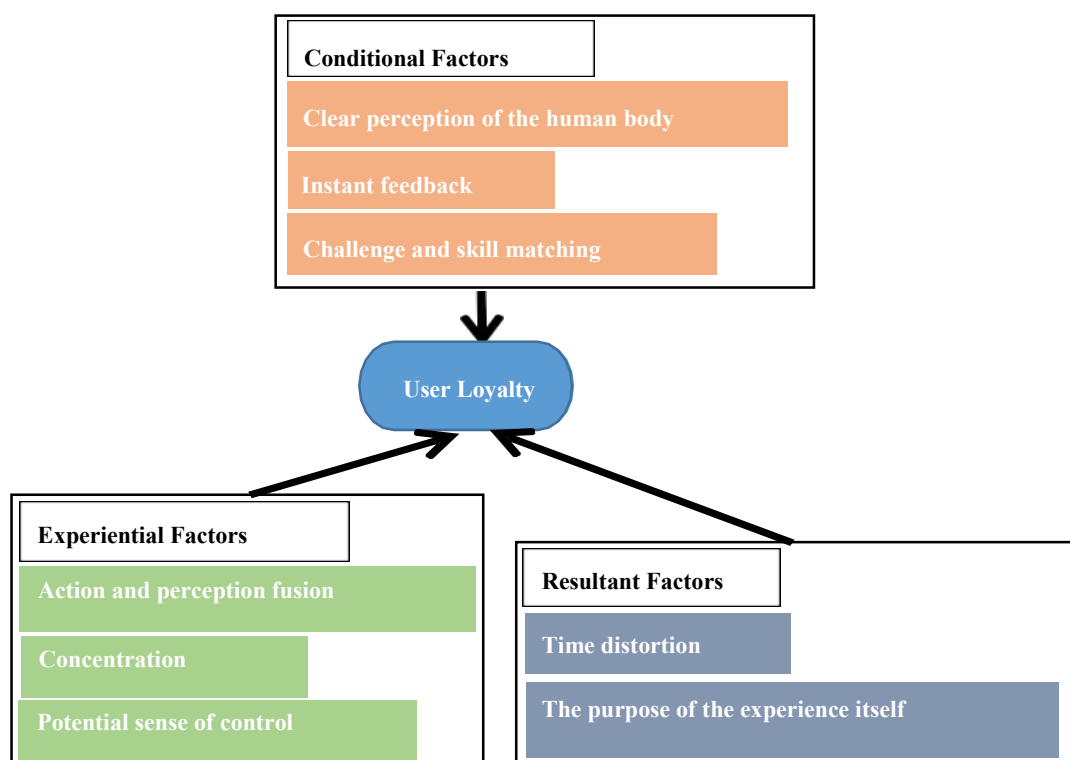 Conditional Factors
Clear perception of the human body
Instant feedback
Challenge and skill matching
User Loyalty
Experiential Factors
Action and perception fusion
Concentration
Potential sense of control
Resultant Factors
Time distortion
The purpose of the experience itself